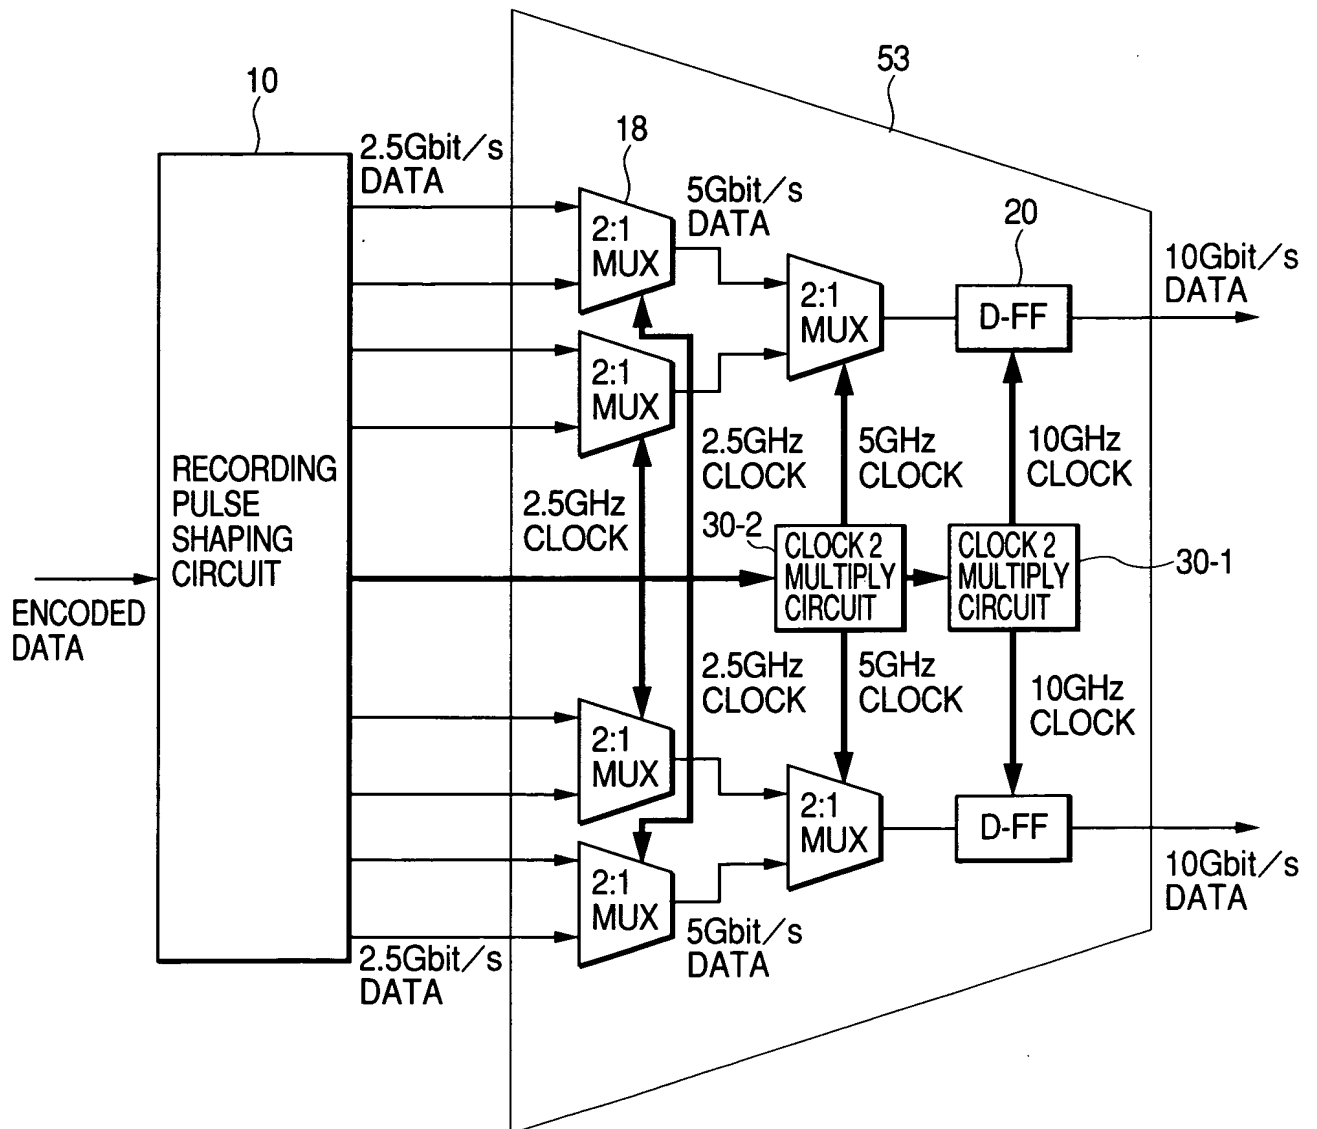 53
10
2.5Gbit/s
DATA
18
5Gbit/s
DATA
20
10Gbit/s
DATA
2:1
MUX
2:1
MUX
D-FF
2:1
MUX
2.5GHz
CLOCK
5GHz
CLOCK
10GHz
CLOCK
RECORDING
PULSE
SHAPING
CIRCUIT
2.5GHz
CLOCK
30-2
CLOCK 2
MULTIPLY
CIRCUIT
CLOCK 2
MULTIPLY
CIRCUIT
30-1
ENCODED
DATA
2.5GHz
CLOCK
5GHz
CLOCK
10GHz
CLOCK
2:1
MUX
2:1
MUX
D-FF
2:1
MUX
10Gbit/s
DATA
2.5Gbit/s
DATA
5Gbit/s
DATA